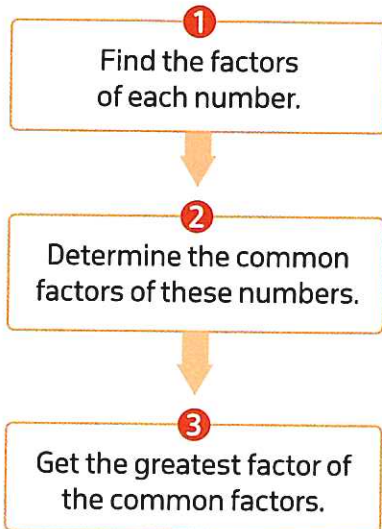 1
Find the factors
of each number.
2
Determine the common
factors of these numbers.
3
Get the greatest factor of
the common factors.